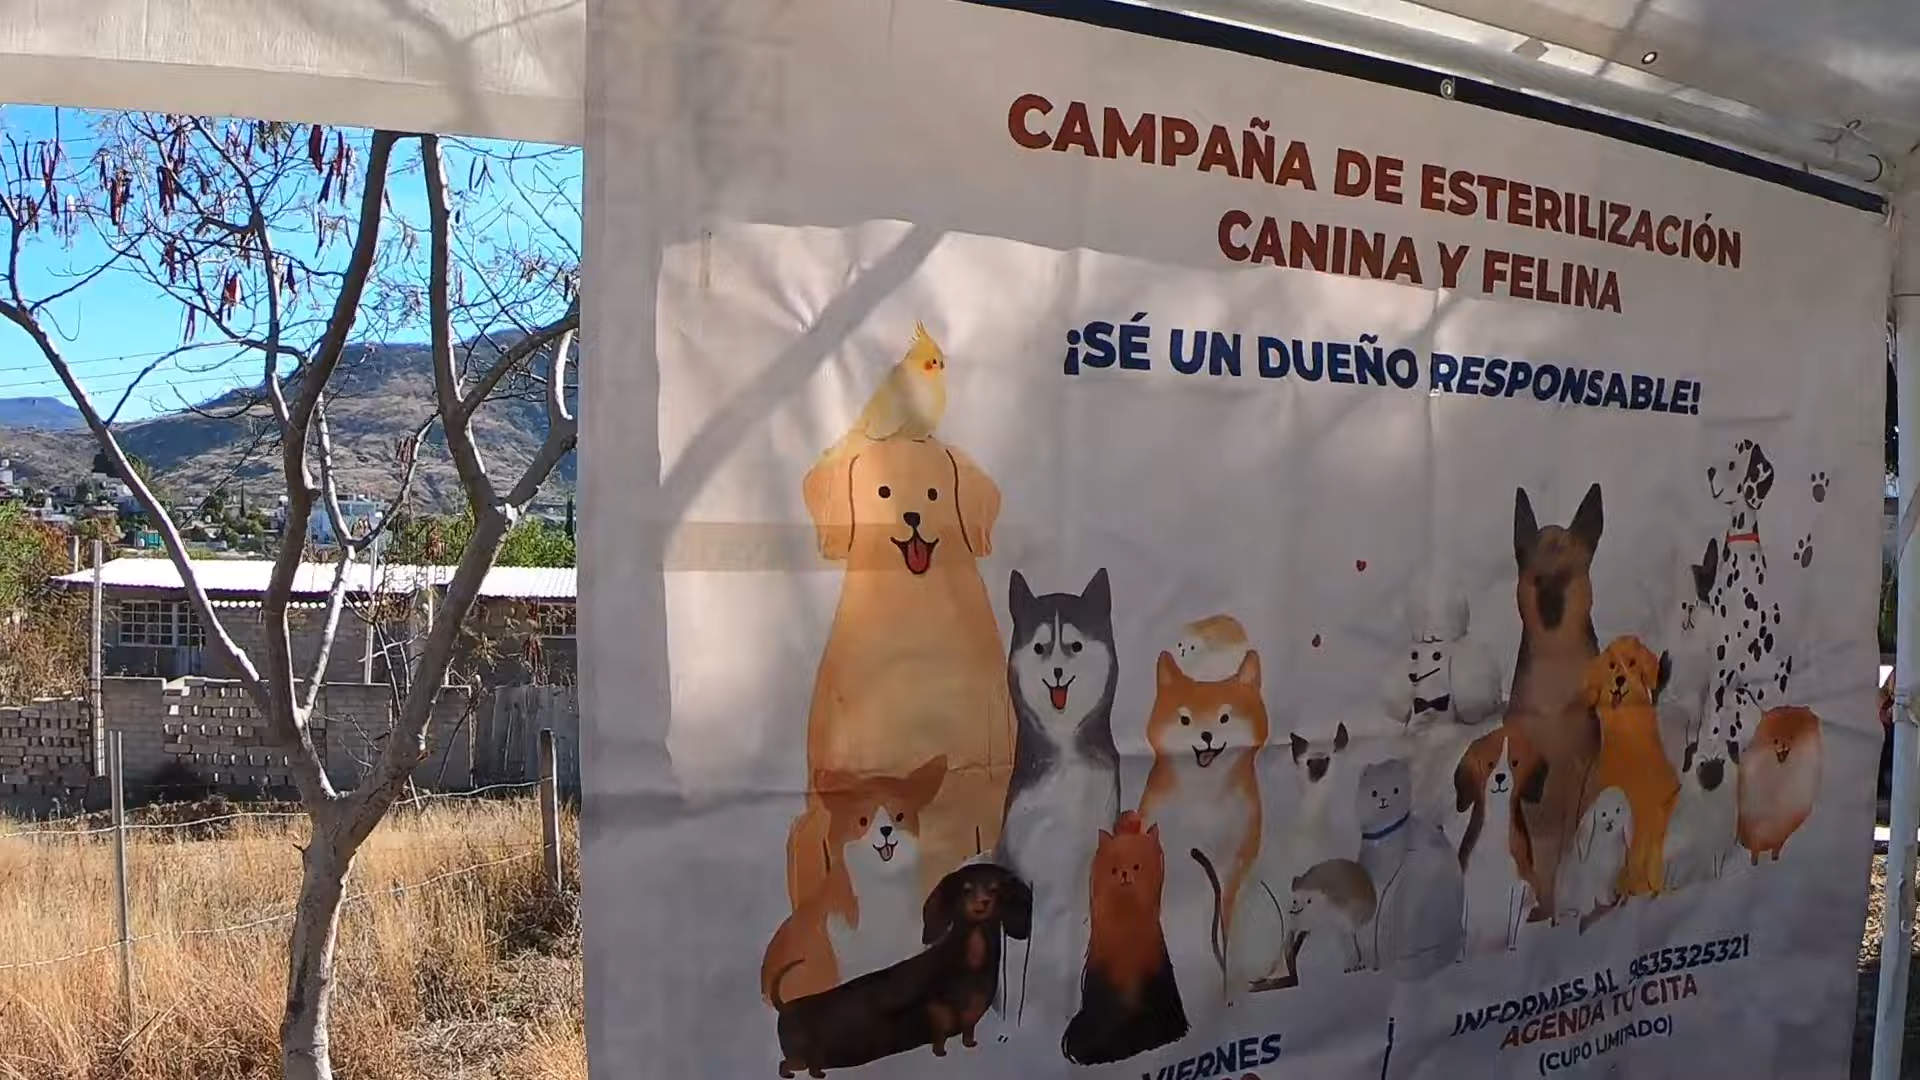 CAMPAÑA DE ESTERILIZACIÓN
CANINA Y FELINA
¡SÉ UN DUEÑO RESPONSABLE!
INFORMES AL 9535325321
AGENDA TU CITA
(CUPO LIMITADO)
VIERNES